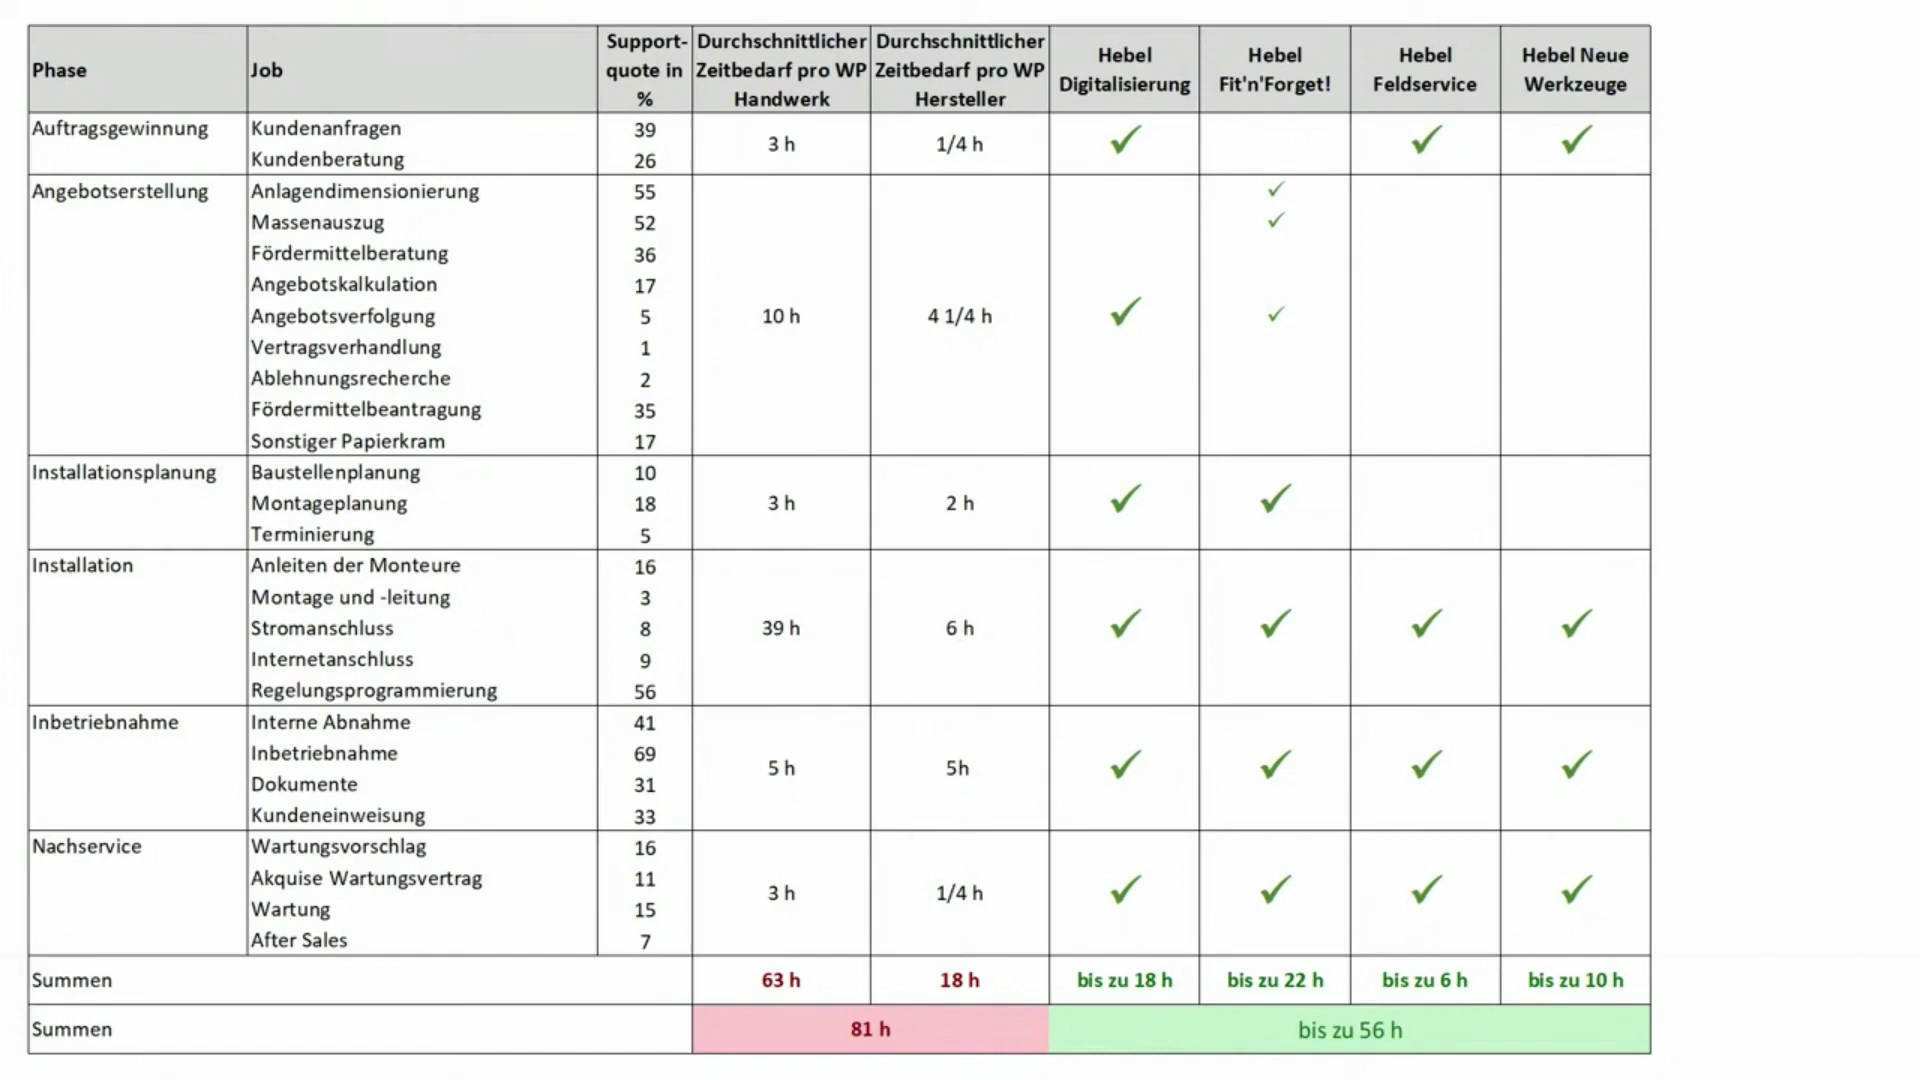 Phase Job Support-quote in % Durchschnittlicher Zeitbedarf pro WP Handwerk Durchschnittlicher Zeitbedarf pro WP Hersteller Hebel Digitalisierung Hebel Fit'n'Forget! Hebel Feldservice Hebel Neue Werkzeuge
Auftragsgewinnung Kundenanfragen 39 3 h 1/4 h ✓ ✓ ✓
Kundenberatung 26
Angebotserstellung Anlagendimensionierung 55 ✓
Massenauszug 52 ✓
Fördermittelberatung 36
Angebotskalkulation 17
Angebotsverfolgung 5 10 h 4 1/4 h ✓ ✓
Vertragsverhandlung 1
Ablehnungsrecherche 2
Fördermittelbeantragung 35
Sonstiger Papierkram 17
Installationsplanung Baustellenplanung 10
Montageplanung 18 3 h 2 h ✓ ✓
Terminierung 5
Installation Anleiten der Monteure 16
Montage und -leitung 3
Stromanschluss 8 39 h 6 h ✓ ✓ ✓ ✓
Internetanschluss 9
Regelungsprogrammierung 56
Inbetriebnahme Interne Abnahme 41
Inbetriebnahme 69 5 h 5h ✓ ✓ ✓ ✓
Dokumente 31
Kundeneinweisung 33
Nachservice Wartungsvorschlag 16
Akquise Wartungsvertrag 11 3 h 1/4 h ✓ ✓ ✓ ✓
Wartung 15
After Sales 7
Summen 63 h 18 h bis zu 18 h bis zu 22 h bis zu 6 h bis zu 10 h
Summen 81 h bis zu 56 h